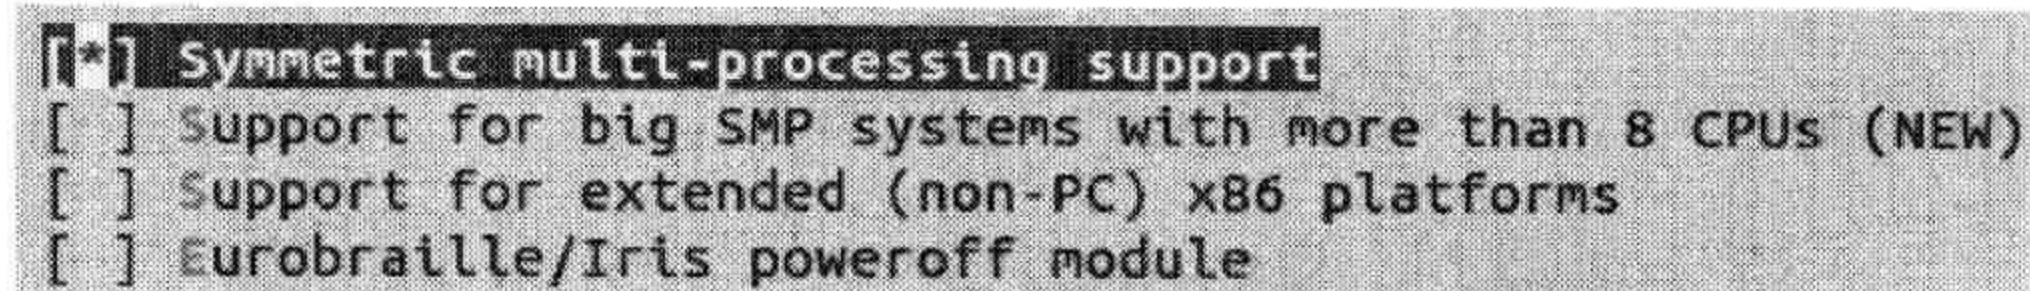 [*] Symmetric multi-processing support
[ ] Support for big SMP systems with more than 8 CPUs (NEW)
[ ] Support for extended (non-PC) x86 platforms
[ ] Eurobraille/Iris poweroff module